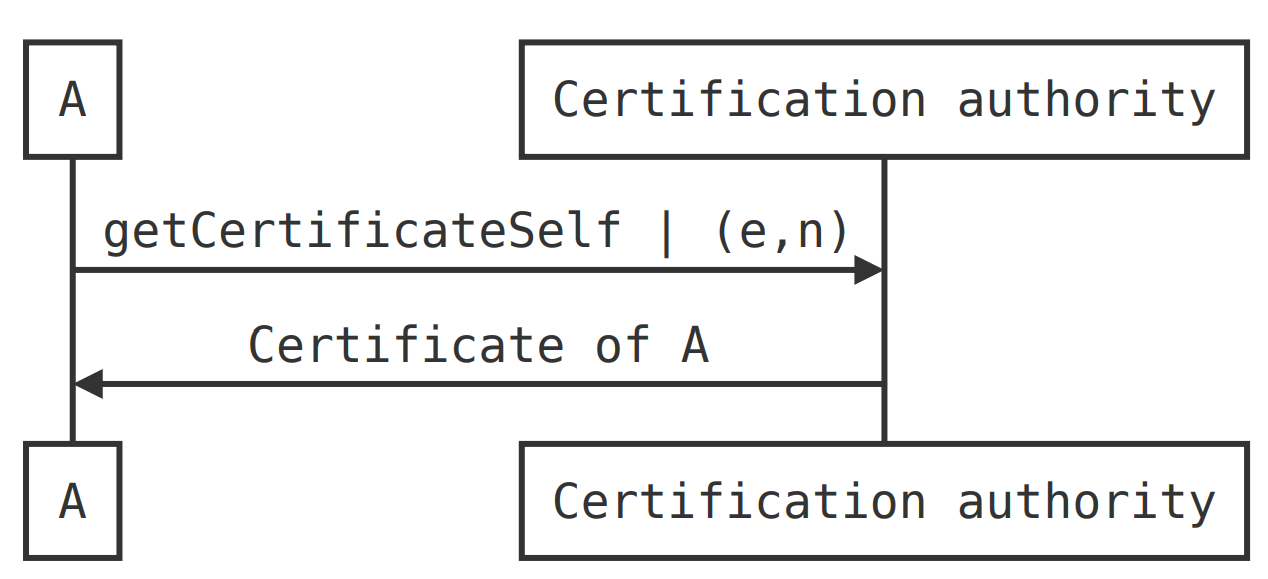 A
Certification authority
getCertificateSelf | (e,n)
Certificate of A
A
Certification authority